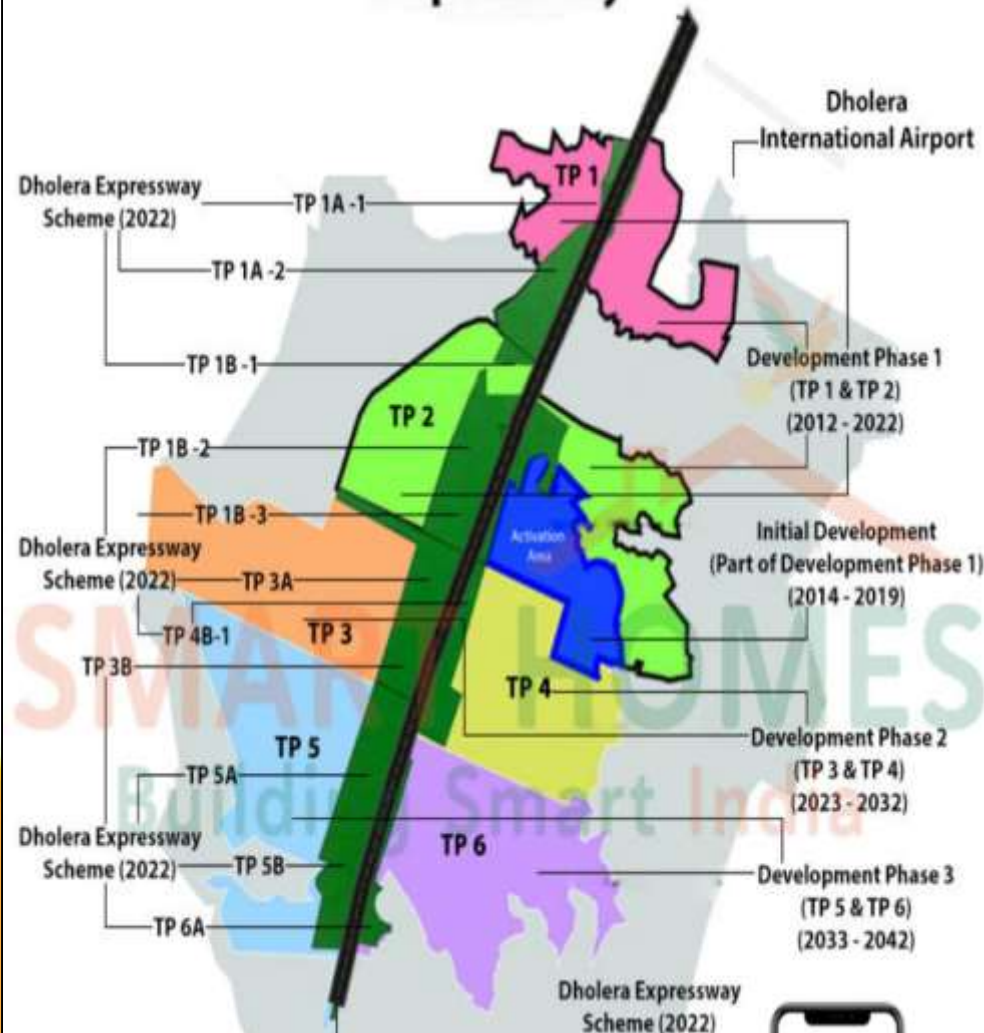 Dholera
International Airport
TP 1
Dholera Expressway
Scheme (2022)
TP 1A -1
TP 1A -2
TP 1B -1
Development Phase 1
(TP 1 & TP 2)
(2012 - 2022)
TP 2
TP 1B -2
TP 1B -3
Activation
Area
Initial Development
(Part of Development Phase 1)
(2014 - 2019)
Dholera Expressway
Scheme (2022)
TP 3A
TP 4B-1
TP 3
TP 3B
SMART HOMES
TP 4
Development Phase 2
(TP 3 & TP 4)
(2023 - 2032)
TP 5
TP 5A
Building Smart India
Dholera Expressway
Scheme (2022)
TP 5B
TP 6
TP 6A
Development Phase 3
(TP 5 & TP 6)
(2033 - 2042)
Dholera Expressway
Scheme (2022)